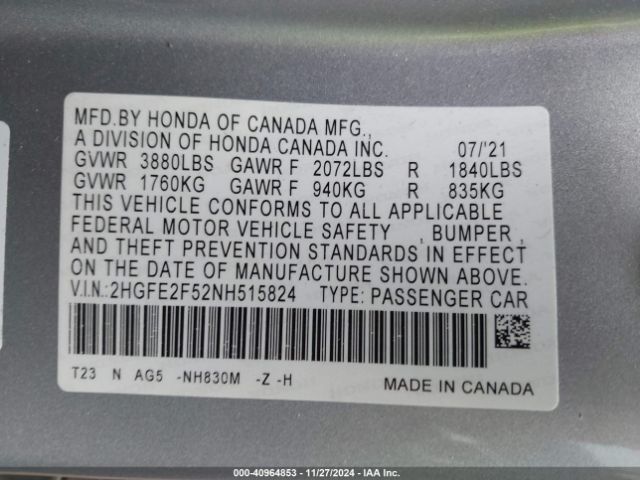 MFD.BY HONDA OF CANADA MFG.,
A DIVISION OF HONDA CANADA INC. 07/'21
GVWR 3880LBS GAWR F 2072LBS R 1840LBS
GVWR 1760KG GAWR F 940KG R 835KG
THIS VEHICLE CONFORMS TO ALL APPLICABLE
FEDERAL MOTOR VEHICLE SAFETY , BUMPER ,
AND THEFT PREVENTION STANDARDS IN EFFECT
ON THE DATE OF MANUFACTURE SHOWN ABOVE.
V.I.N.:2HGFE2F52NH515824 TYPE: PASSENGER CAR
T23 N AG5 -NH830M -Z -H MADE IN CANADA
000-40964853 | 11/27/2024 | IAA Inc.